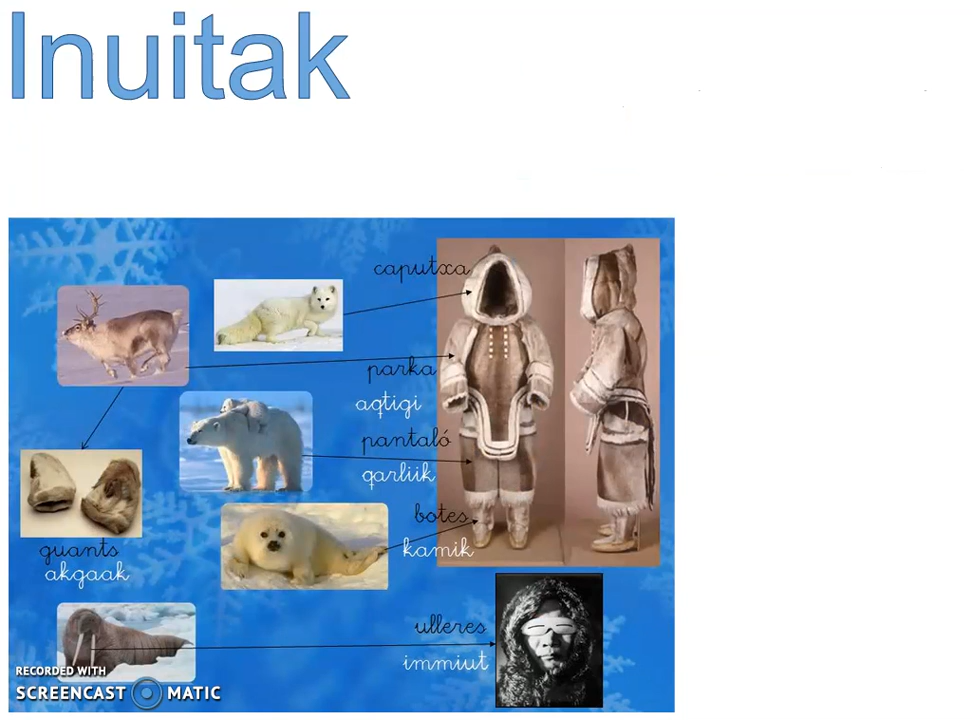 Inuitak
caputxa
parka
aqtigi
pantaló
qarliik
botes
kamik
guants
akgaak
ulleres
immiut
RECORDED WITH
SCREENCAST MATIC